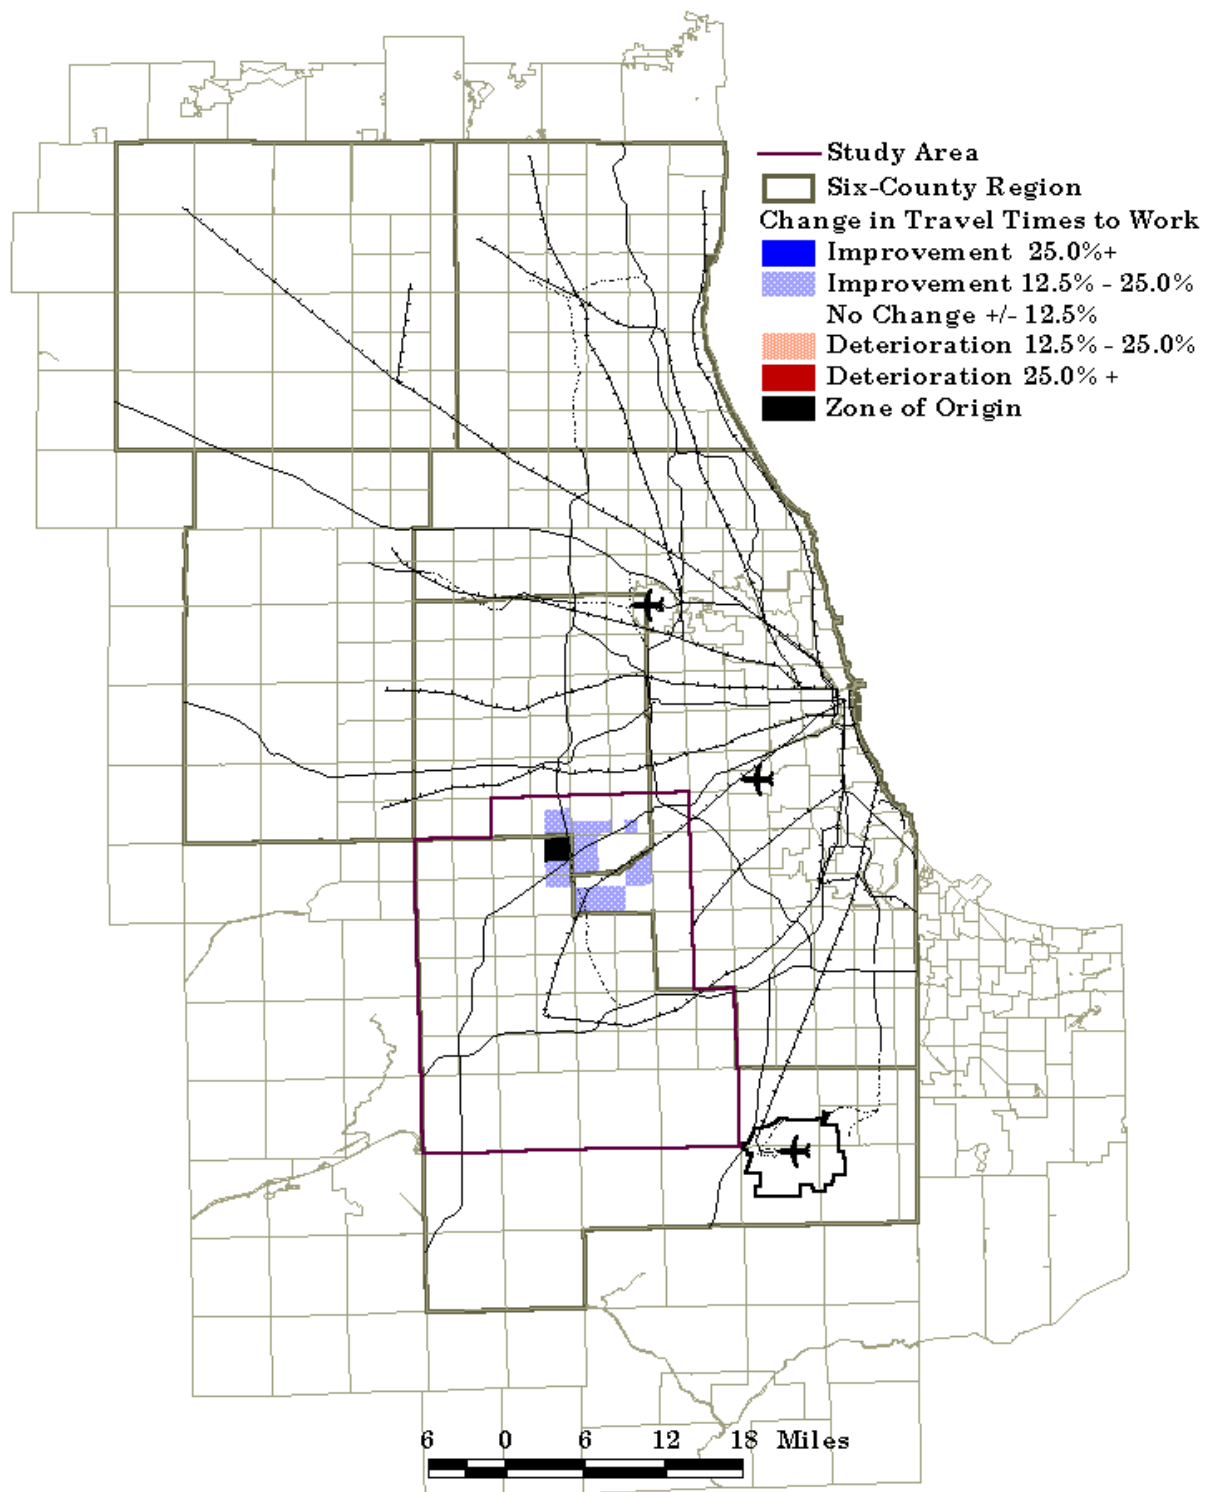 Study Area
Six-County Region
Change in Travel Times to Work
Improvement 25.0%+
Improvement 12.5% - 25.0%
No Change +/- 12.5%
Deterioration 12.5% - 25.0%
Deterioration 25.0% +
Zone of Origin
6 0 6 12 18 Miles